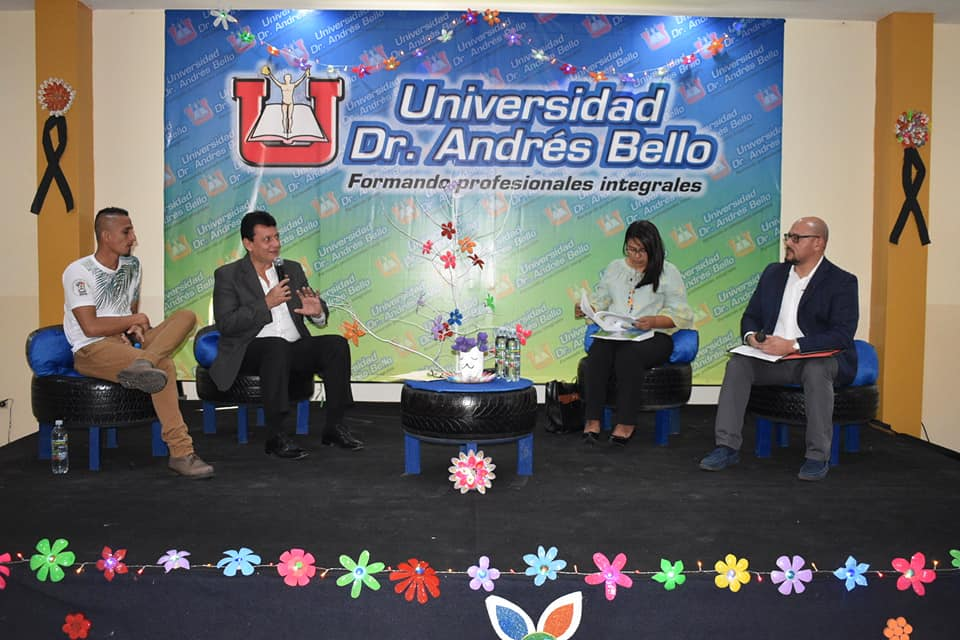 Universidad
Dr. Andrés Bello
Formando profesionales integrales